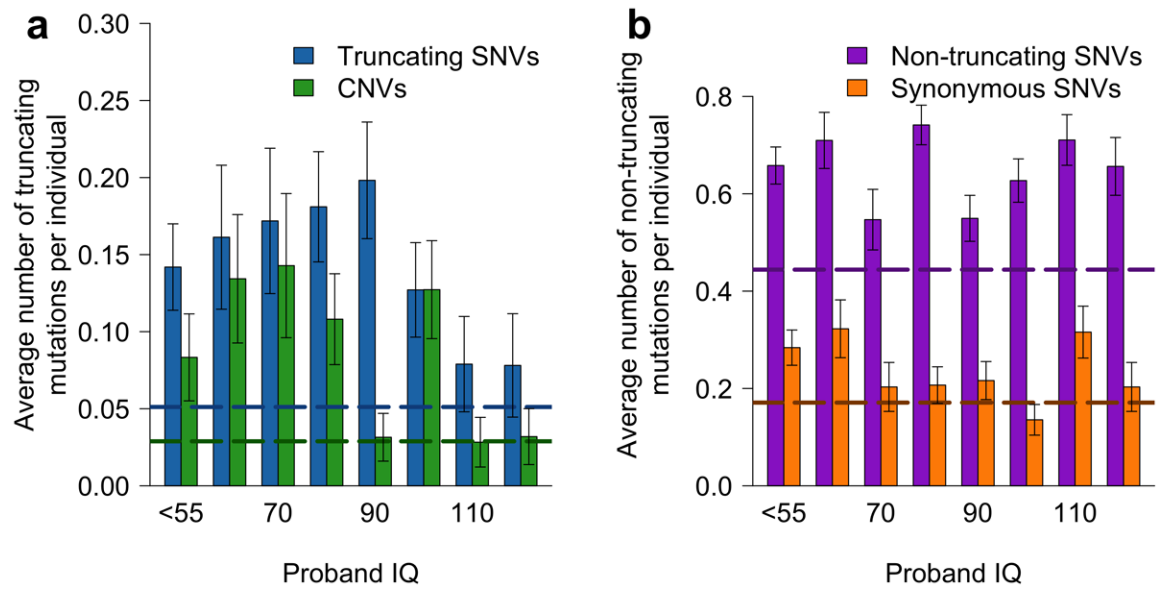 a
Truncating SNVs
CNVs
Average number of truncating
mutations per individual
0.30
0.25
0.20
0.15
0.10
0.05
0.00
<55
70
90
110
Proband IQ
b
Non-truncating SNVs
Synonymous SNVs
Average number of non-truncating
mutations per individual
0.8
0.6
0.4
0.2
0.0
<55
70
90
110
Proband IQ